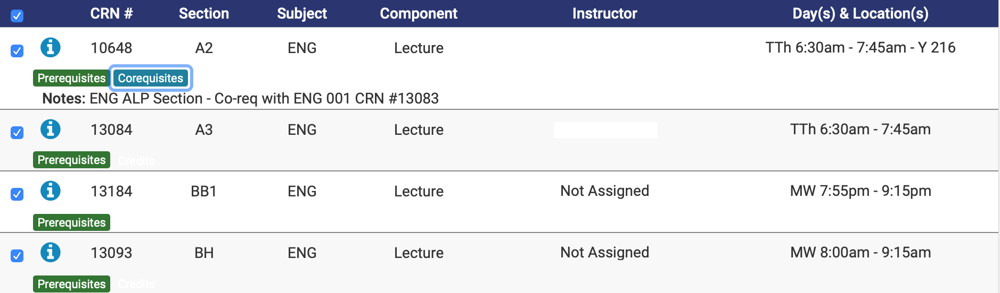 CRN # Section Subject Component Instructor Day(s) & Location(s)
10648 A2 ENG Lecture TTh 6:30am - 7:45am - Y 216
Prerequisites Corequisites
Notes: ENG ALP Section - Co-req with ENG 001 CRN #13083
13084 A3 ENG Lecture TTh 6:30am - 7:45am
Prerequisites Credits
13184 BB1 ENG Lecture Not Assigned MW 7:55pm - 9:15pm
Prerequisites
13093 BH ENG Lecture Not Assigned MW 8:00am - 9:15am
Prerequisites Credits